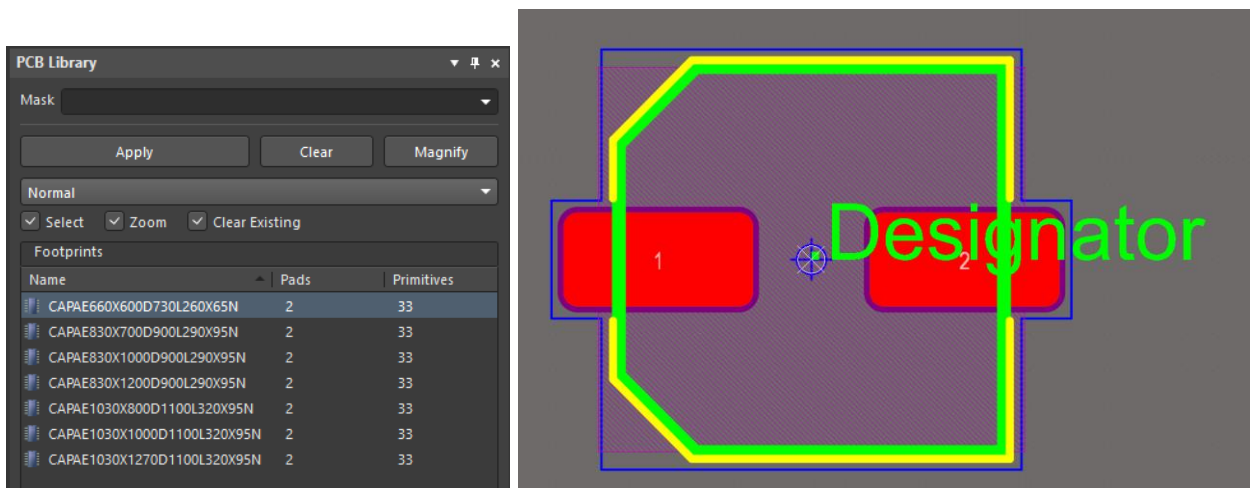 PCB Library
Mask
Apply Clear Magnify
Normal
Select Zoom Clear Existing
Footprints
Name Pads Primitives
CAPAE660X600D730L260X65N 2 33
CAPAE830X700D900L290X95N 2 33
CAPAE830X1000D900L290X95N 2 33
CAPAE830X1200D900L290X95N 2 33
CAPAE1030X800D1100L320X95N 2 33
CAPAE1030X1000D1100L320X95N 2 33
CAPAE1030X1270D1100L320X95N 2 33
Designator
1 2